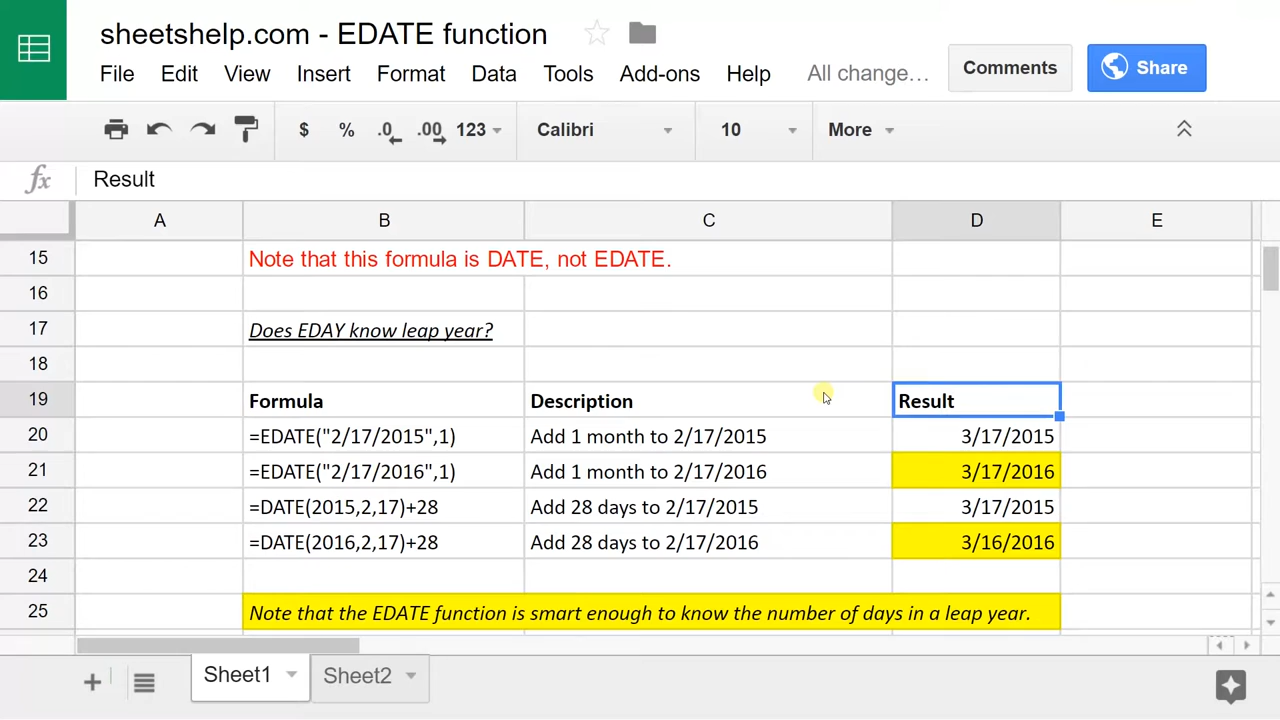 sheetshelp.com - EDATE function
File Edit View Insert Format Data Tools Add-ons Help All change… Comments Share
$ % .0 .00 123 Calibri 10 More
fx Result
A B C D E
15 Note that this formula is DATE, not EDATE.
16
17 Does EDAY know leap year?
18
19 Formula Description Result
20 =EDATE("2/17/2015",1) Add 1 month to 2/17/2015 3/17/2015
21 =EDATE("2/17/2016",1) Add 1 month to 2/17/2016 3/17/2016
22 =DATE(2015,2,17)+28 Add 28 days to 2/17/2015 3/17/2015
23 =DATE(2016,2,17)+28 Add 28 days to 2/17/2016 3/16/2016
24
25 Note that the EDATE function is smart enough to know the number of days in a leap year.
Sheet1 Sheet2